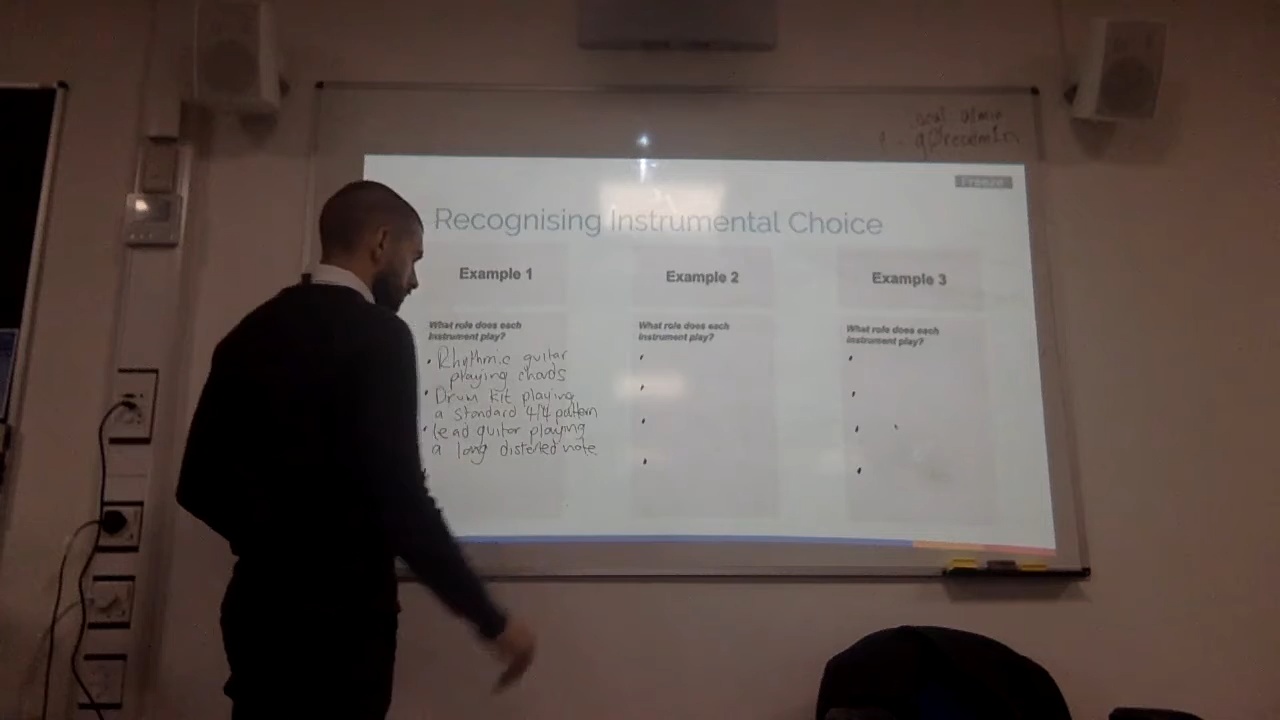 Freeze
Recognising Instrumental Choice
Example 1
What role does each
instrument play?
• Rhythmic guitar
playing chords
• Drum kit playing
a standard 4/4 pattern
• Lead guitar playing
a long distorted note
Example 2
What role does each
instrument play?
•
•
•
•
Example 3
What role does each
instrument play?
•
•
•
•